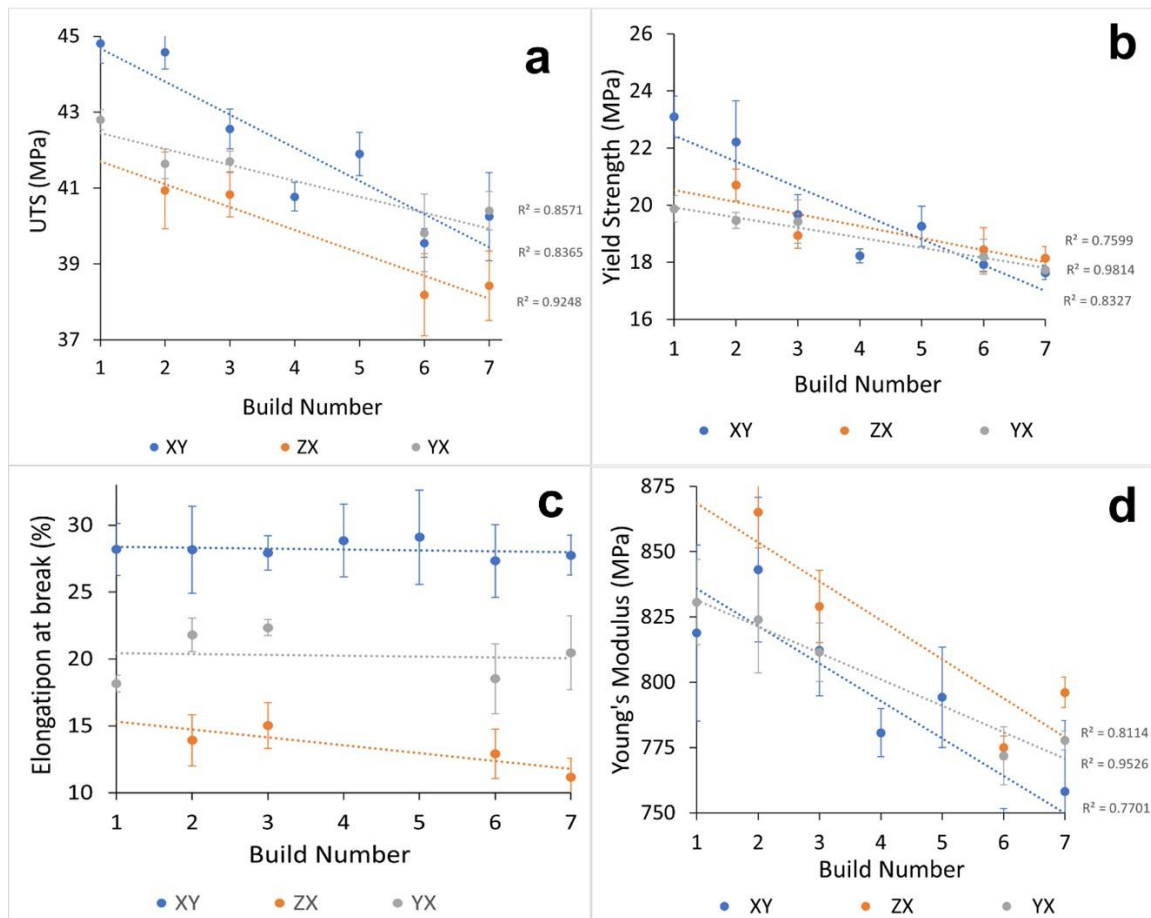 a
45
43
41
39
37
UTS (MPa)
R² = 0.8571
R² = 0.8365
R² = 0.9248
1 2 3 4 5 6 7
Build Number
XY ZX YX
b
26
24
22
20
18
16
Yield Strength (MPa)
R² = 0.7599
R² = 0.9814
R² = 0.8327
1 2 3 4 5 6 7
Build Number
XY ZX YX
c
30
25
20
15
10
Elongatipon at break (%)
1 2 3 4 5 6 7
Build Number
XY ZX YX
d
875
850
825
800
775
750
Young's Modulus (MPa)
R² = 0.8114
R² = 0.9526
R² = 0.7701
1 2 3 4 5 6 7
Build Number
XY ZX YX